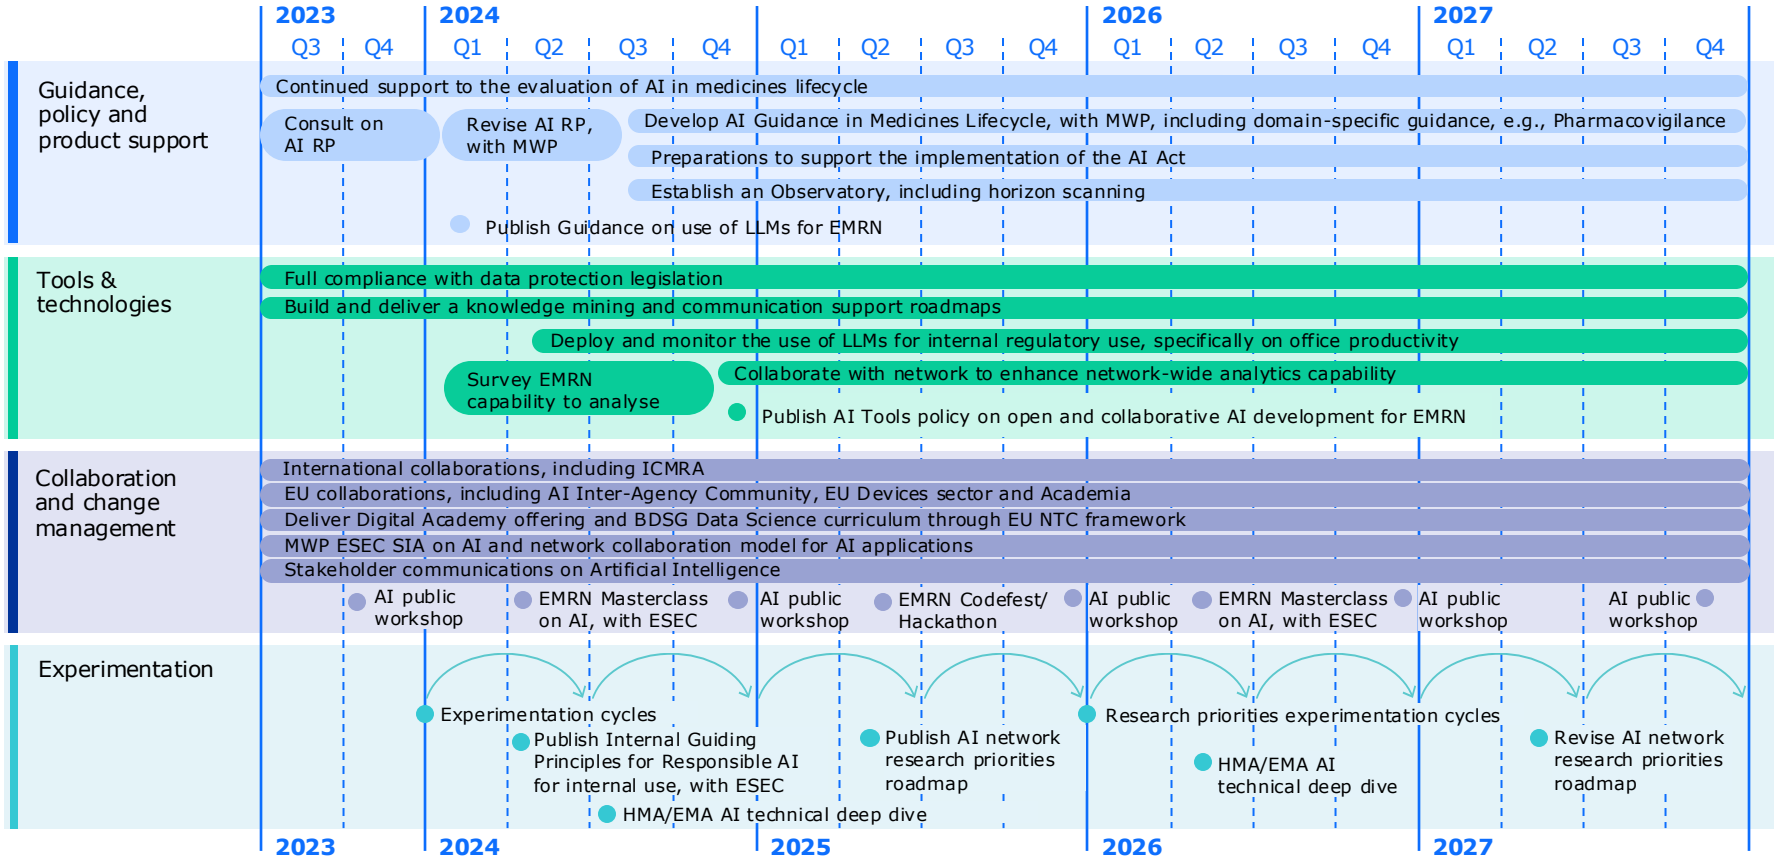 2023
2024
2026
2027
Q3
Q4
Q1
Q2
Q3
Q4
Q1
Q2
Q3
Q4
Q1
Q2
Q3
Q4
Q1
Q2
Q3
Q4
Guidance,
policy and
product support
Continued support to the evaluation of AI in medicines lifecycle
Consult on
AI RP
Revise AI RP,
with MWP
Develop AI Guidance in Medicines Lifecycle, with MWP, including domain-specific guidance, e.g., Pharmacovigilance
Preparations to support the implementation of the AI Act
Establish an Observatory, including horizon scanning
Publish Guidance on use of LLMs for EMRN
Tools &
technologies
Full compliance with data protection legislation
Build and deliver a knowledge mining and communication support roadmaps
Deploy and monitor the use of LLMs for internal regulatory use, specifically on office productivity
Survey EMRN
capability to analyse
Collaborate with network to enhance network-wide analytics capability
Publish AI Tools policy on open and collaborative AI development for EMRN
Collaboration
and change
management
International collaborations, including ICMRA
EU collaborations, including AI Inter-Agency Community, EU Devices sector and Academia
Deliver Digital Academy offering and BDSG Data Science curriculum through EU NTC framework
MWP ESEC SIA on AI and network collaboration model for AI applications
Stakeholder communications on Artificial Intelligence
AI public
workshop
EMRN Masterclass
on AI, with ESEC
AI public
workshop
EMRN Codefest/
Hackathon
AI public
workshop
EMRN Masterclass
on AI, with ESEC
AI public
workshop
AI public
workshop
Experimentation
Experimentation cycles
Publish Internal Guiding
Principles for Responsible AI
for internal use, with ESEC
HMA/EMA AI technical deep dive
Publish AI network
research priorities
roadmap
Research priorities experimentation cycles
HMA/EMA AI
technical deep dive
Revise AI network
research priorities
roadmap
2023
2024
2025
2026
2027